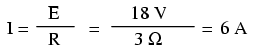 I = E / R = 18 V / 3 Ω = 6 A